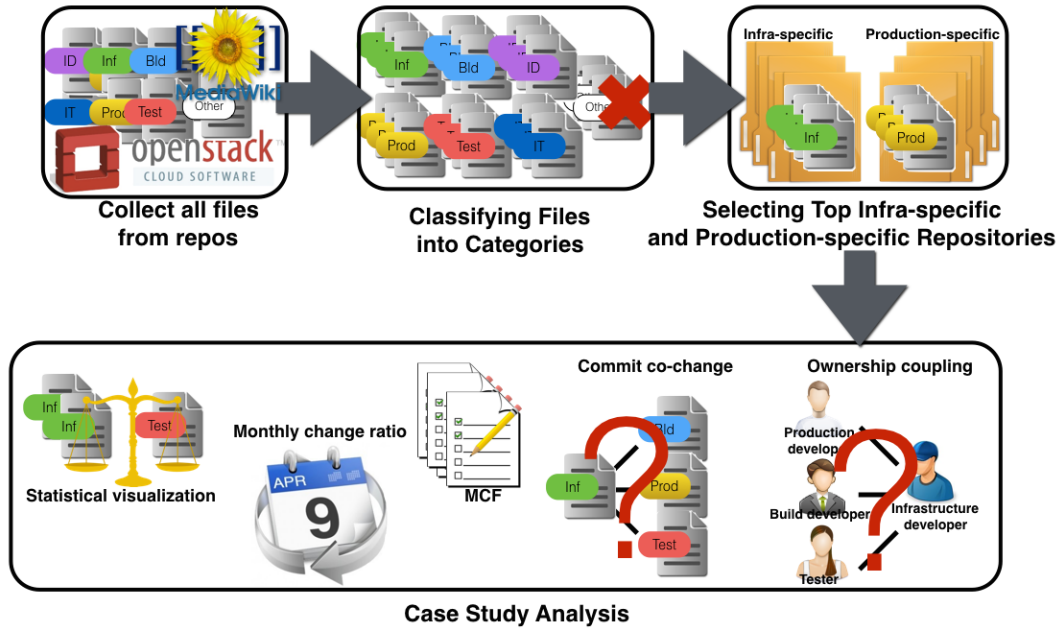 ID
Inf
Bld
[[ ]]
MediaWiki
IT
Prod
Test
Other
openstack
CLOUD SOFTWARE
Collect all files
from repos
Inf
Bld
ID
Other
Prod
Test
IT
Classifying Files
into Categories
Infra-specific
Production-specific
Inf
Prod
Selecting Top Infra-specific
and Production-specific Repositories
Inf
Inf
Test
Statistical visualization
Monthly change ratio
APR
9
MCF
Commit co-change
Bld
Inf
Prod
Test
Ownership coupling
Production
Build developer
Infrastructure
developer
Tester
Case Study Analysis